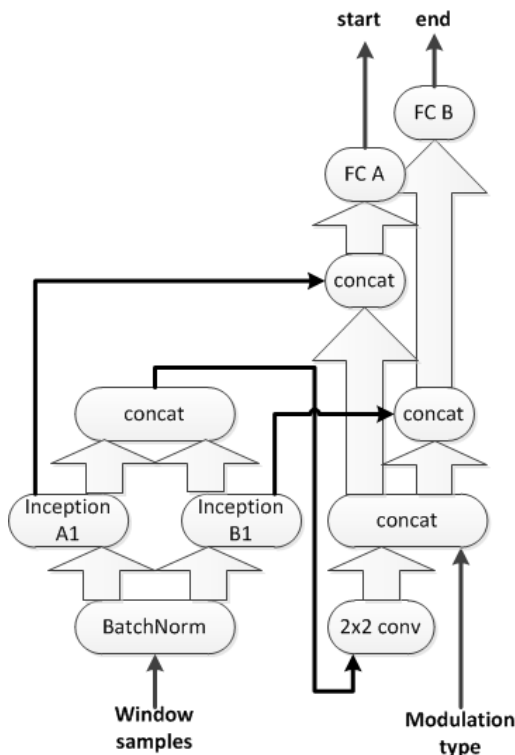 start
end
FC B
FC A
concat
concat
concat
Inception
A1
Inception
B1
concat
BatchNorm
2x2 conv
Window
samples
Modulation
type